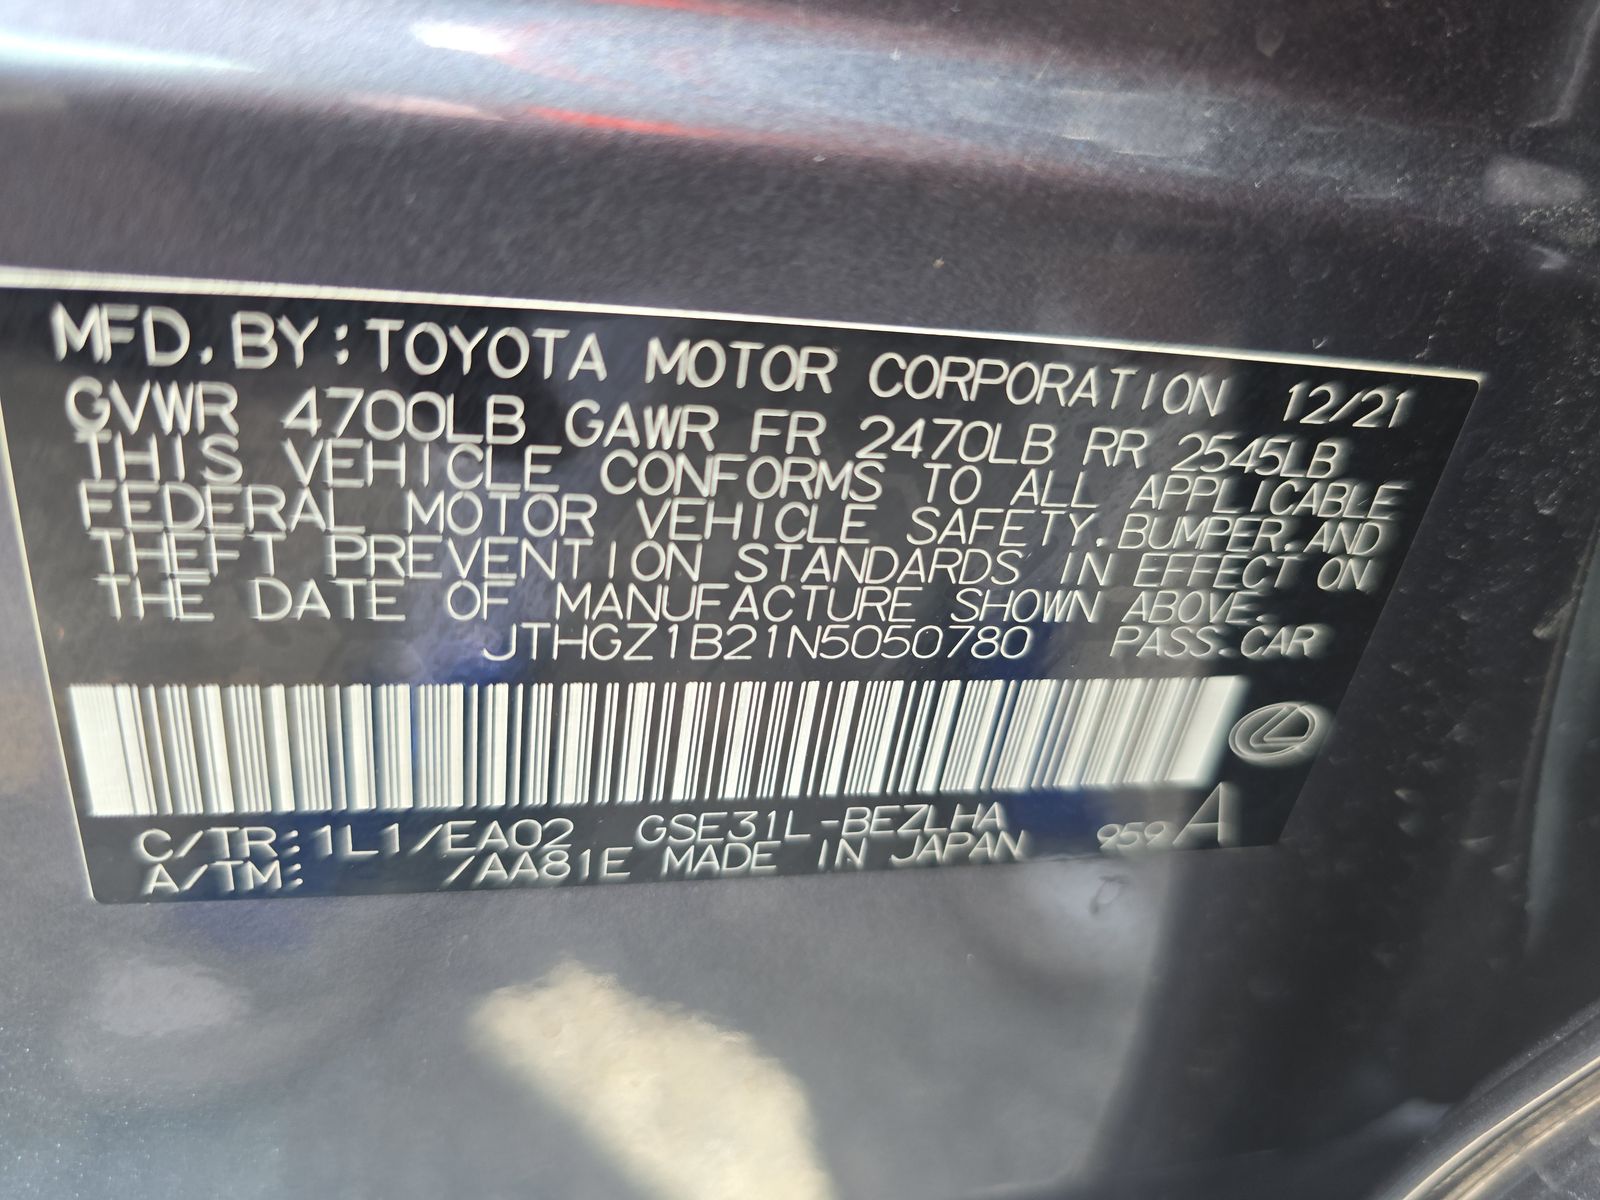 MFD. BY: TOYOTA MOTOR CORPORATION 12/21
GVWR 4700LB GAWR FR 2470LB RR 2545LB
THIS VEHICLE CONFORMS TO ALL APPLICABLE
FEDERAL MOTOR VEHICLE SAFETY, BUMPER, AND
THEFT PREVENTION STANDARDS IN EFFECT ON
THE DATE OF MANUFACTURE SHOWN ABOVE.
JTHGZ1B21N5050780 PASS. CAR
C/TR: 1L1/EA02 GSE31L-BEZLHA
A/TM: /AA81E MADE IN JAPAN 959 A